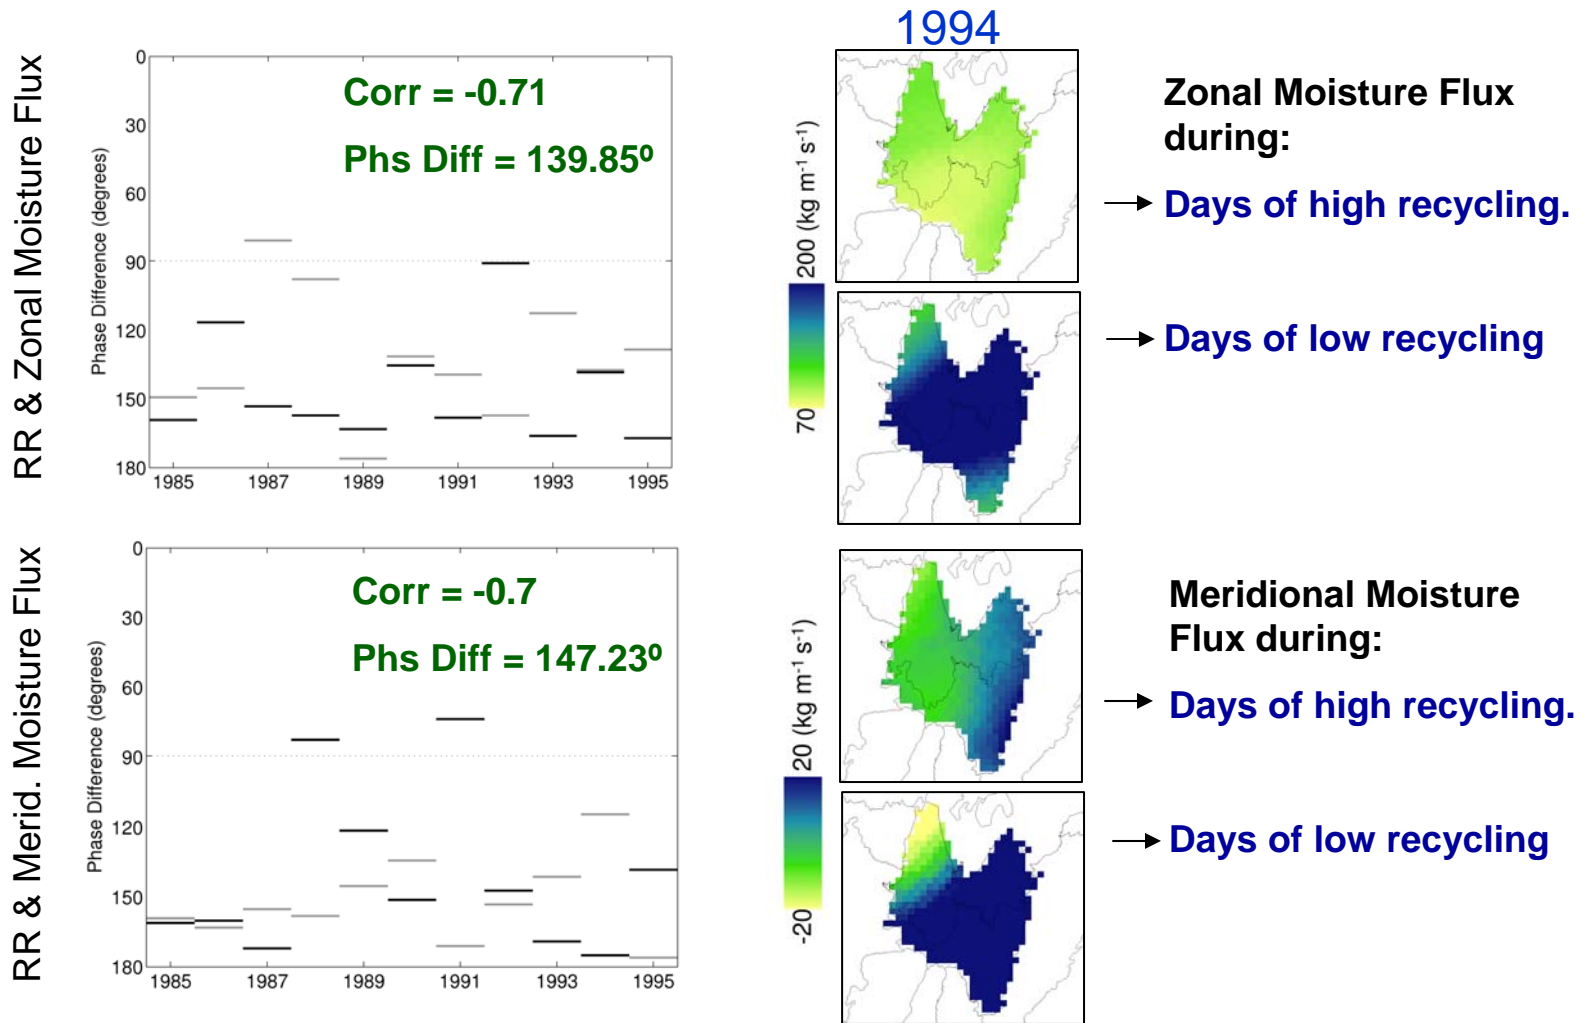 1994
RR & Zonal Moisture Flux
Phase Difference (degrees)
0
30
60
90
120
150
180
1985
1987
1989
1991
1993
1995
Corr = -0.71
Phs Diff = 139.85º
70
200 (kg m-1 s-1)
Zonal Moisture Flux
during:
Days of high recycling.
Days of low recycling
RR & Merid. Moisture Flux
Phase Difference (degrees)
0
30
60
90
120
150
180
1985
1987
1989
1991
1993
1995
Corr = -0.7
Phs Diff = 147.23º
-20
20 (kg m-1 s-1)
Meridional Moisture
Flux during:
Days of high recycling.
Days of low recycling